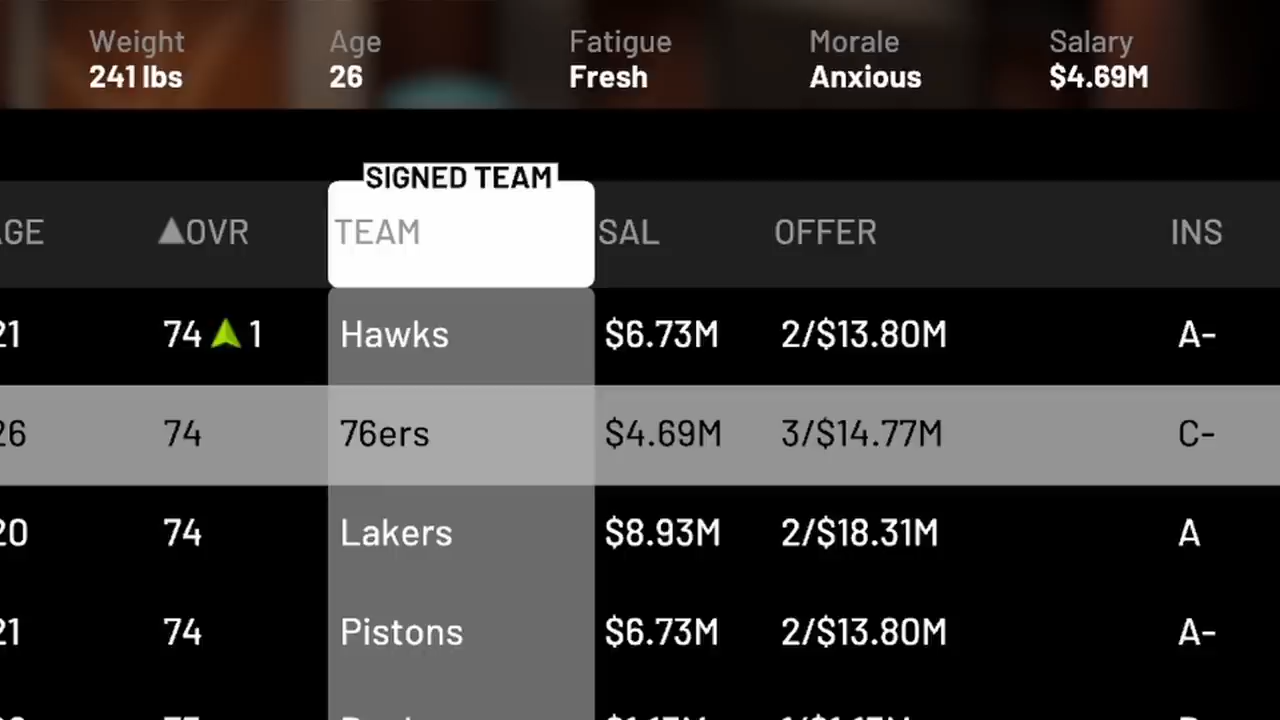 Weight Age Fatigue Morale Salary
241 lbs 26 Fresh Anxious $4.69M
SIGNED TEAM
AGE ▲OVR TEAM SAL OFFER INS
21 74 ▲ 1 Hawks $6.73M 2/$13.80M A-
26 74 76ers $4.69M 3/$14.77M C-
20 74 Lakers $8.93M 2/$18.31M A
21 74 Pistons $6.73M 2/$13.80M A-